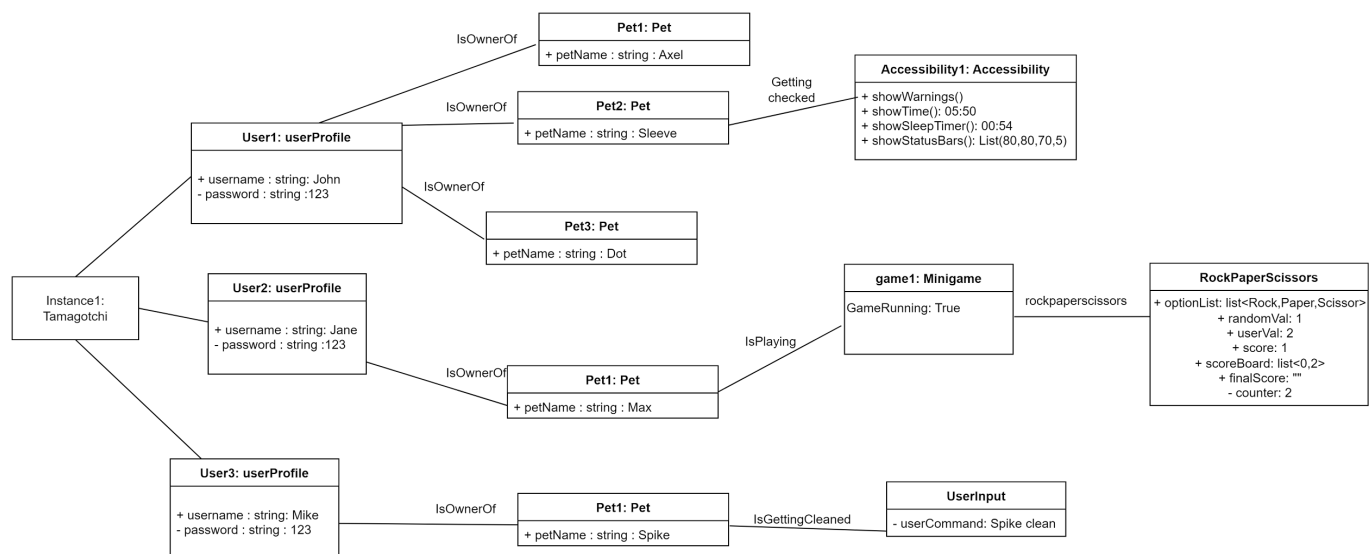 Pet1: Pet
+ petName : string : Axel
IsOwnerOf
Accessibility1: Accessibility
+ showWarnings()
+ showTime(): 05:50
+ showSleepTimer(): 00:54
+ showStatusBars(): List(80,80,70,5)
Getting
checked
Pet2: Pet
+ petName : string : Sleeve
IsOwnerOf
User1: userProfile
+ username : string: John
- password : string :123
IsOwnerOf
Pet3: Pet
+ petName : string : Dot
Instance1:
Tamagotchi
User2: userProfile
+ username : string: Jane
- password : string :123
IsOwnerOf
Pet1: Pet
+ petName : string : Max
IsPlaying
game1: Minigame
GameRunning: True
rockpaperscissors
RockPaperScissors
+ optionList: list<Rock,Paper,Scissor>
+ randomVal: 1
+ userVal: 2
+ score: 1
+ scoreBoard: list<0,2>
+ finalScore: ""
- counter: 2
User3: userProfile
+ username : string: Mike
- password : string : 123
IsOwnerOf
Pet1: Pet
+ petName : string : Spike
IsGettingCleaned
UserInput
- userCommand: Spike clean